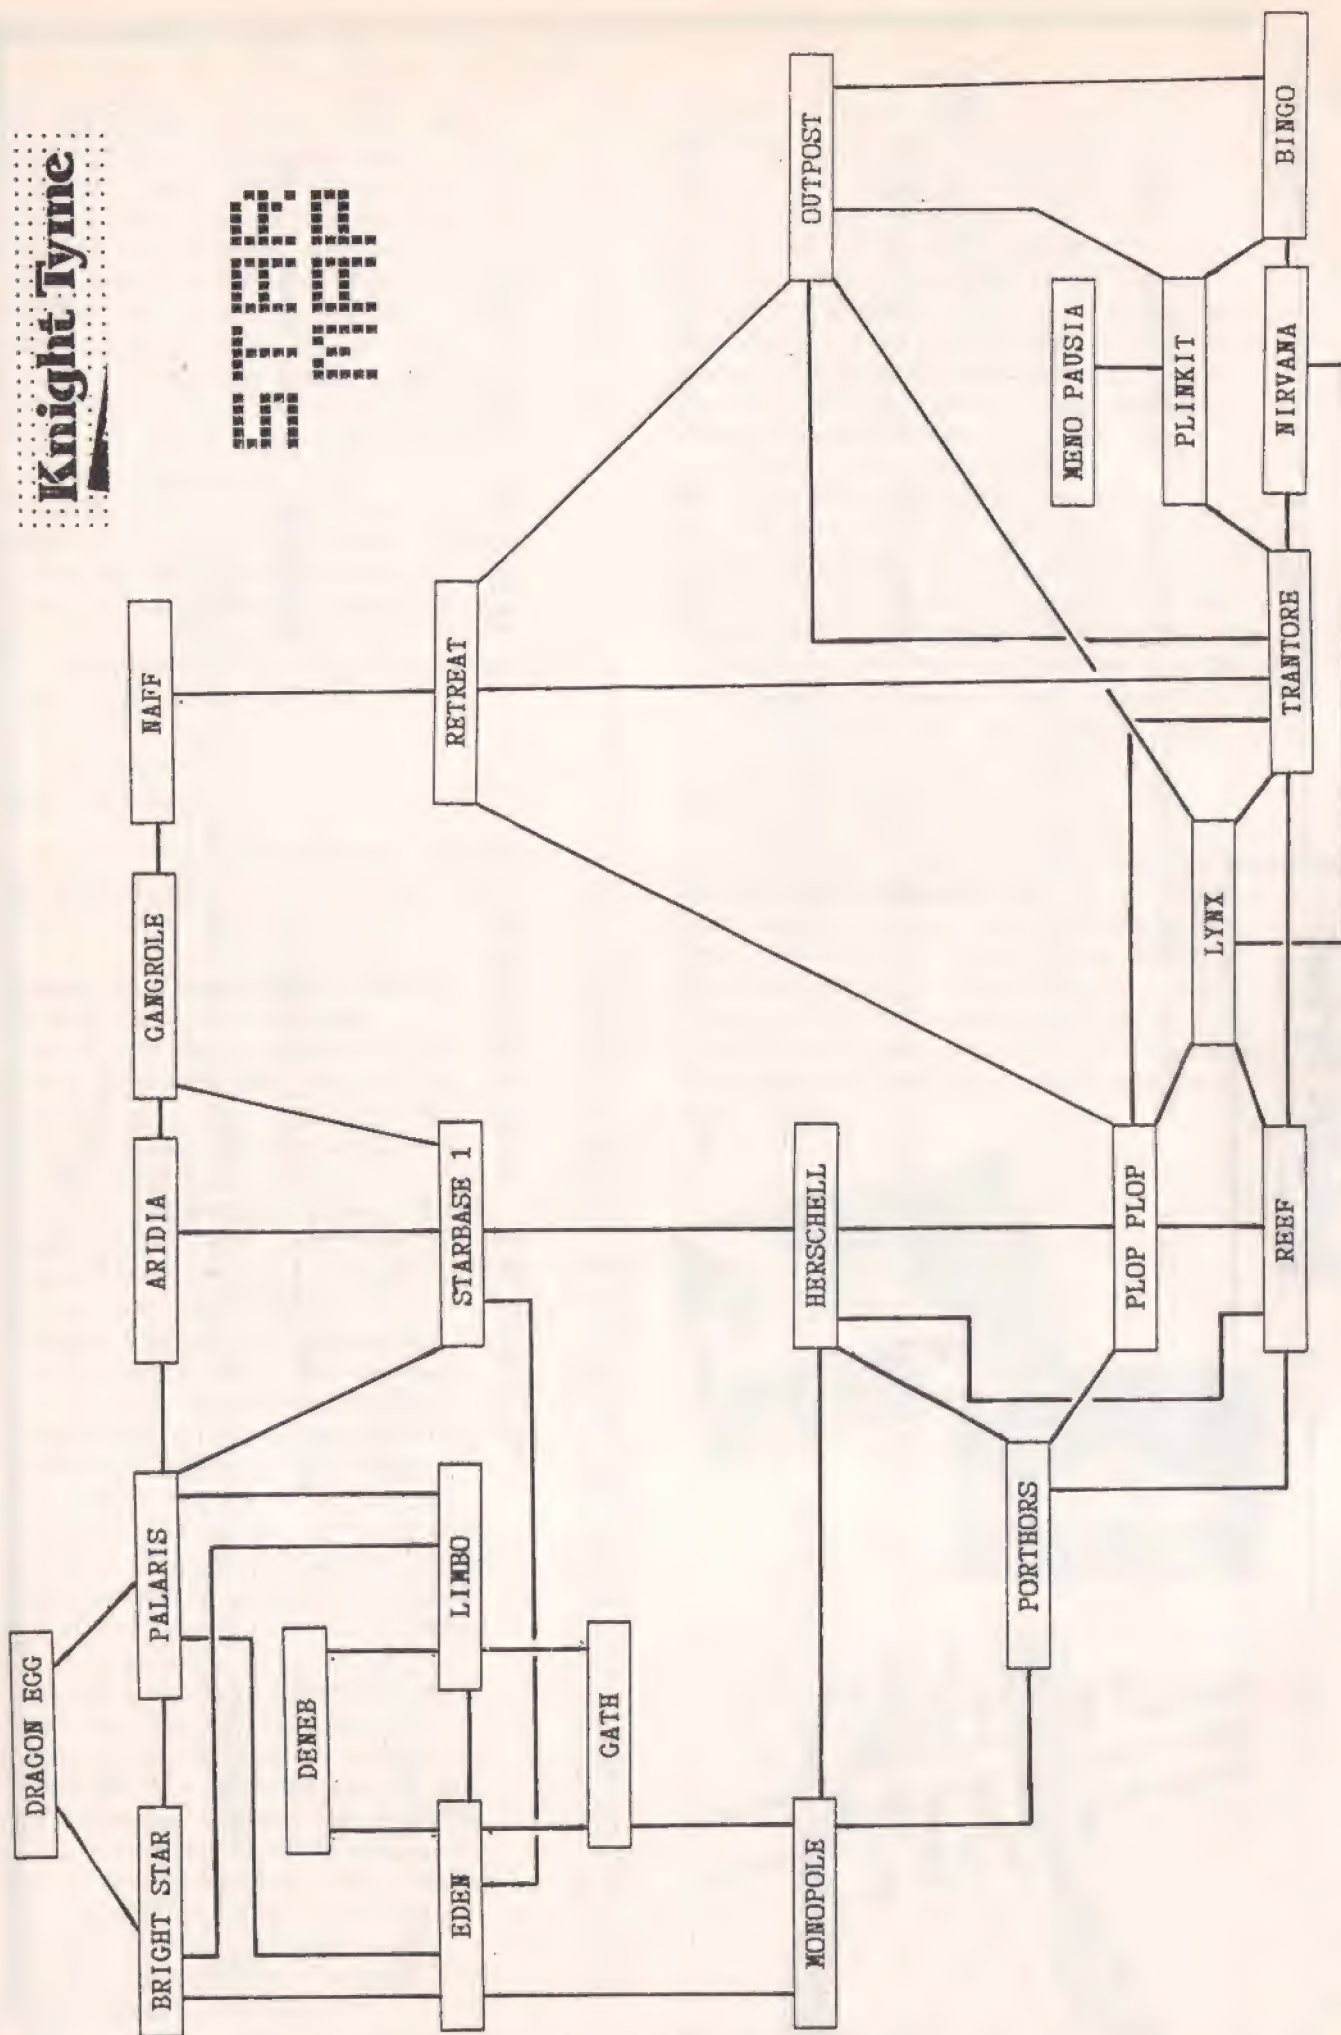 Knight Tyme
STAR
MAP
DRAGON EGG
BRIGHT STAR
PALARIS
ARIDIA
GANGROLE
NAFF
DENEB
EDEN
LIMBO
STARBASE 1
RETREAT
GATH
MONOPOLE
HERSCHELL
OUTPOST
PORTHORS
MENO PAUSIA
PLOP PLOP
PLINKIT
LYNX
REEF
TRANTORE
NIRVANA
BINGO